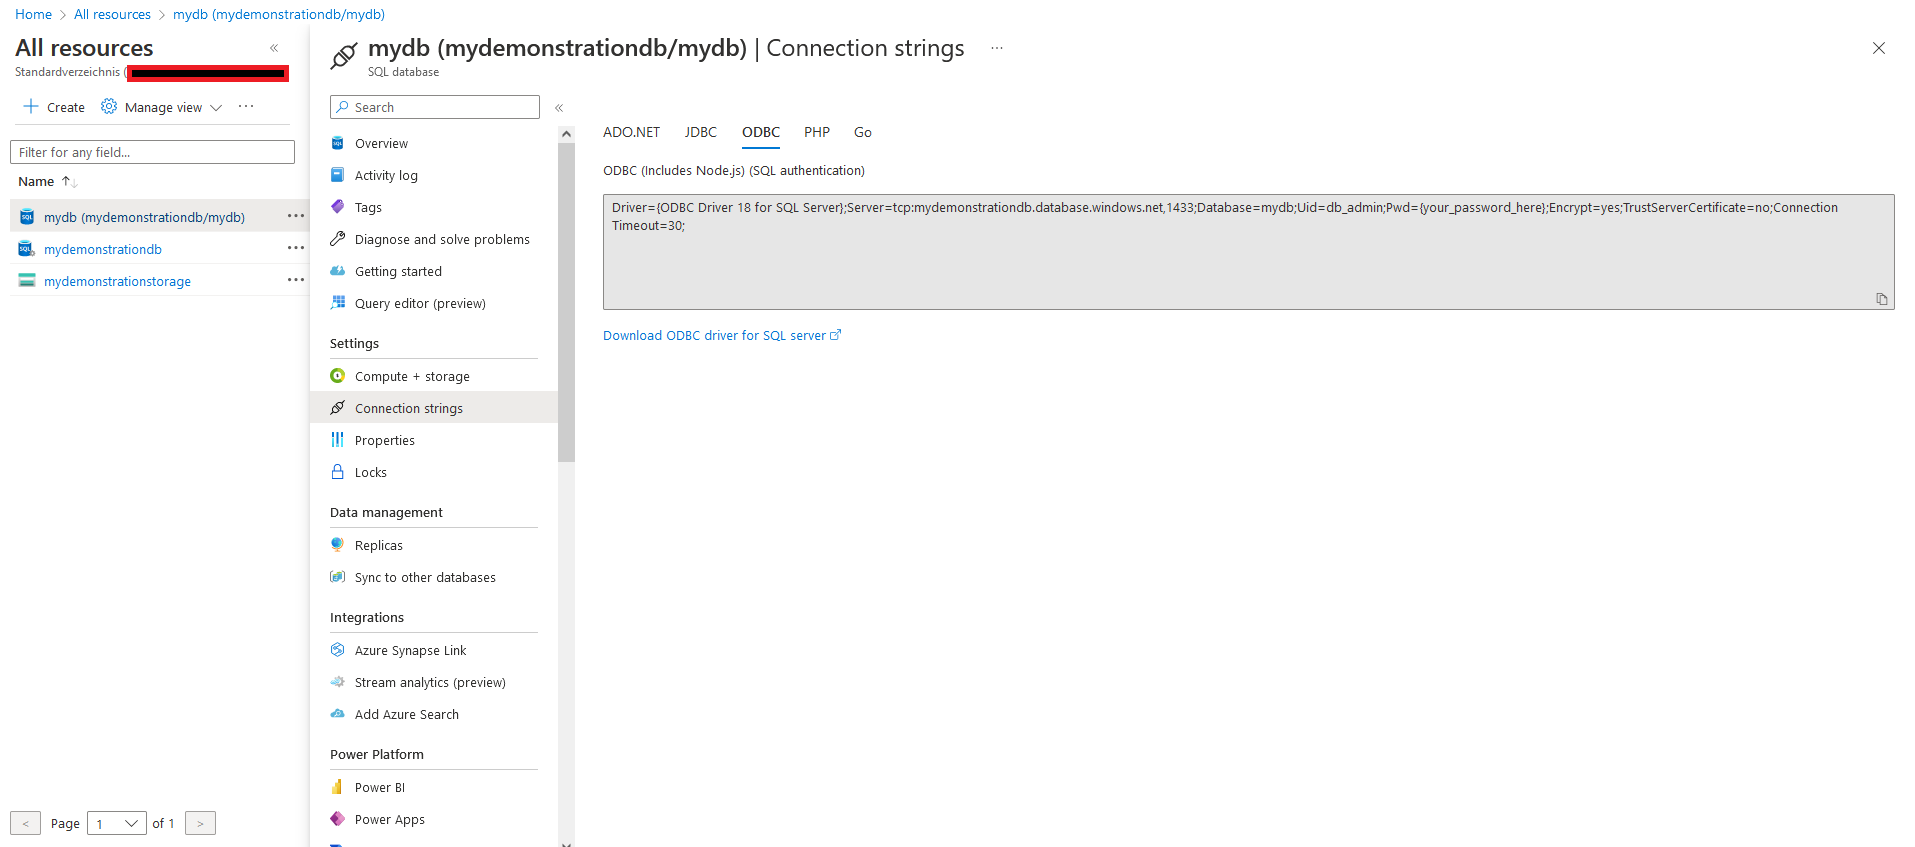 Home > All resources > mydb (mydemonstrationdb/mydb)
All resources «
Standardverzeichnis (
Create Manage view ···
Filter for any field...
Name ↑↓
mydb (mydemonstrationdb/mydb) ···
mydemonstrationdb ···
mydemonstrationstorage ···
< Page 1 of 1 >
mydb (mydemonstrationdb/mydb) | Connection strings ···
SQL database
Search «
Overview
Activity log
Tags
Diagnose and solve problems
Getting started
Query editor (preview)
Settings
Compute + storage
Connection strings
Properties
Locks
Data management
Replicas
Sync to other databases
Integrations
Azure Synapse Link
Stream analytics (preview)
Add Azure Search
Power Platform
Power BI
Power Apps
ADO.NET JDBC ODBC PHP Go
ODBC (Includes Node.js) (SQL authentication)
Driver={ODBC Driver 18 for SQL Server};Server=tcp:mydemonstrationdb.database.windows.net,1433;Database=mydb;Uid=db_admin;Pwd={your_password_here};Encrypt=yes;TrustServerCertificate=no;Connection
Timeout=30;
Download ODBC driver for SQL server